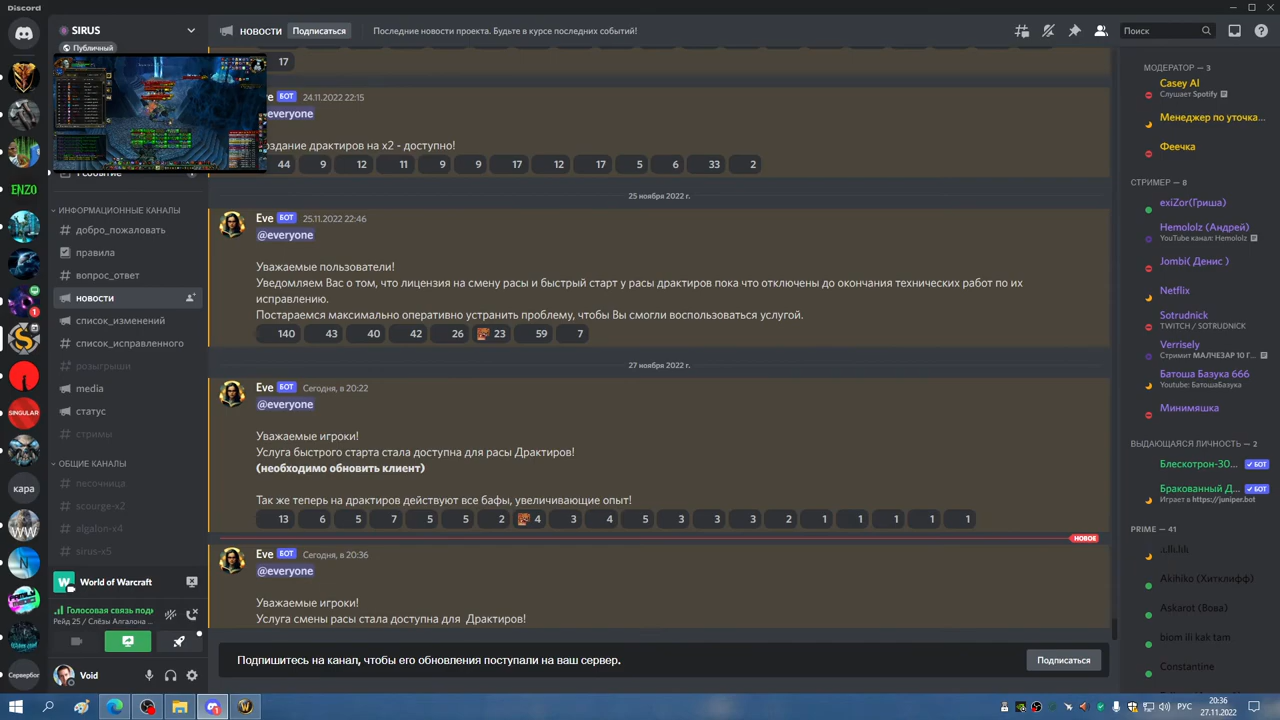 Discord
SIRUS
Публичный
1 событие
ИНФОРМАЦИОННЫЕ КАНАЛЫ
добро_пожаловать
правила
вопрос_ответ
новости
список_изменений
список_исправленного
розыгрыши
media
статус
стримы
ОБЩИЕ КАНАЛЫ
песочница
scourge-x2
algalon-x4
sirus-x5
World of Warcraft
Голосовая связь подк
Рейд 25 / Слёзы Алгалона ...
Void
ENZO
1
SINGULAR
кара
Серверbor
НОВОСТИ
Подписаться
Последние новости проекта. Будьте в курсе последних событий!
Поиск
17
ve БОТ 24.11.2022 22:15
@everyone
оздание драктиров на x2 - доступно!
44 9 12 11 9 9 17 12 17 5 6 33 2
25 ноября 2022 г.
Eve БОТ 25.11.2022 22:46
@everyone
Уважаемые пользователи!
Уведомляем Вас о том, что лицензия на смену расы и быстрый старт у расы драктиров пока что отключены до окончания технических работ по их
исправлению.
Постараемся максимально оперативно устранить проблему, чтобы Вы смогли воспользоваться услугой.
140 43 40 42 26 23 59 7
27 ноября 2022 г.
Eve БОТ Сегодня, в 20:22
@everyone
Уважаемые игроки!
Услуга быстрого старта стала доступна для расы Драктиров!
(необходимо обновить клиент)
Так же теперь на драктиров действуют все бафы, увеличивающие опыт!
13 6 5 7 5 5 2 4 3 4 5 3 3 3 2 1 1 1 1 1
НОВОЕ
Eve БОТ Сегодня, в 20:36
@everyone
Уважаемые игроки!
Услуга смены расы стала доступна для Драктиров!
Подпишитесь на канал, чтобы его обновления поступали на ваш сервер.
Подписаться
МОДЕРАТОР — 3
Casey Al
Слушает Spotify
Менеджер по уточка...
Феечка
СТРИМЕР — 8
exiZor(Гриша)
Hemololz (Андрей)
YouTube канал: Hemololz
Jombi( Денис )
Netflix
Sotrudnick
TWITCH / SOTRUDNICK
Verrisely
Стримит МАЛЧЕЗАР 10 Г...
Батоша Базука 666
Youtube: БатошаБазука
Минимяшка
ВЫДАЮЩАЯСЯ ЛИЧНОСТЬ — 2
Блескотрон-30... БОТ
Бракованный Д... БОТ
Играет в https://juniper.bot
PRIME — 41
Akihiko (Хитклифф)
Askarot (Вова)
biom ili kak tam
Constantine
РУС
20:36
27.11.2022